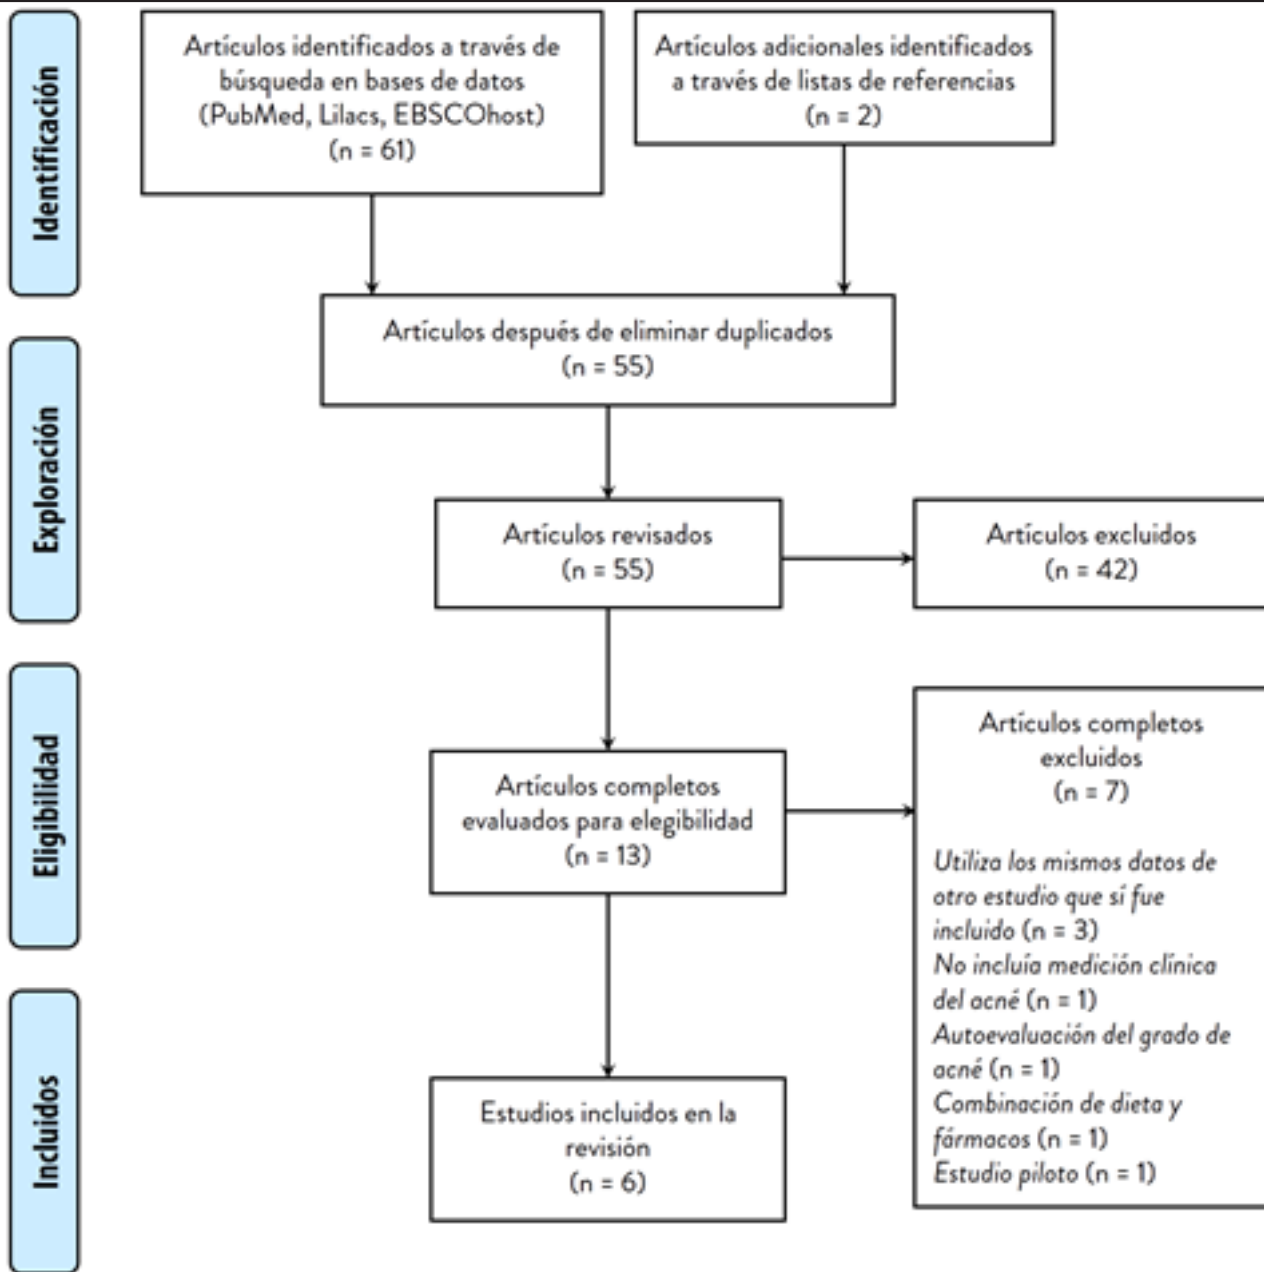 Identificación
Artículos identificados a través de
búsqueda en bases de datos
(PubMed, Lilacs, EBSCOhost)
(n = 61)
Artículos adicionales identificados
a través de listas de referencias
(n = 2)
Artículos después de eliminar duplicados
(n = 55)
Exploración
Artículos revisados
(n = 55)
Artículos excluidos
(n = 42)
Eligibilidad
Artículos completos
evaluados para elegibilidad
(n = 13)
Artículos completos
excluidos
(n = 7)
Utiliza los mismos datos de
otro estudio que sí fue
incluido (n = 3)
No incluía medición clínica
del acné (n = 1)
Autoevaluación del grado de
acné (n = 1)
Combinación de dieta y
fármacos (n = 1)
Estudio piloto (n = 1)
Incluidos
Estudios incluidos en la
revisión
(n = 6)